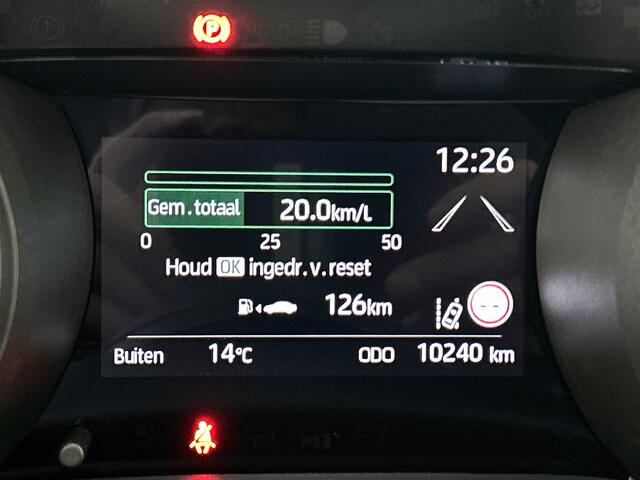 (P)
12:26
Gem.totaal 20.0km/l
0 25 50
Houd OK ingedr.v.reset
126km
--
Buiten 14°C ODO 10240 km